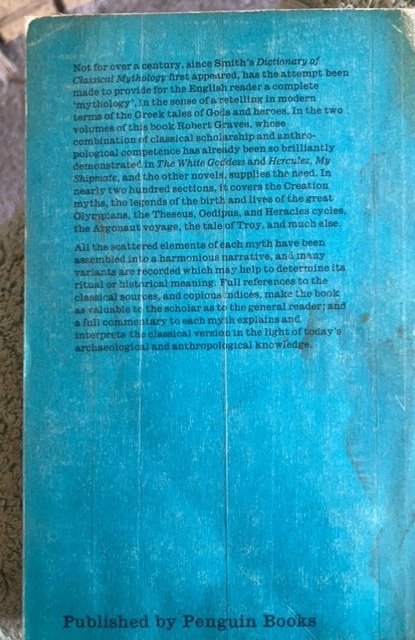 Not for over a century, since Smith's Dictionary of
Classical Mythology first appeared, has the attempt been
made to provide for the English reader a complete
'mythology', in the sense of a retelling in modern
terms of the Greek tales of Gods and heroes. In the two
volumes of this book Robert Graves, whose
combination of classical scholarship and anthro-
pological competence has already been so brilliantly
demonstrated in The White Goddess and Hercules, My
Shipmate, and the other novels, supplies the need. In
nearly two hundred sections, it covers the Creation
myths, the legends of the birth and lives of the great
Olympians, the Theseus, Oedipus, and Heracles cycles,
the Argonaut voyage, the tale of Troy, and much else.
All the scattered elements of each myth have been
assembled into a harmonious narrative, and many
variants are recorded which may help to determine its
ritual or historical meaning. Full references to the
classical sources, and copious indices, make the book
as valuable to the scholar as to the general reader; and
a full commentary to each myth explains and
interprets the classical version in the light of today's
archaeological and anthropological knowledge.
Published by Penguin Books